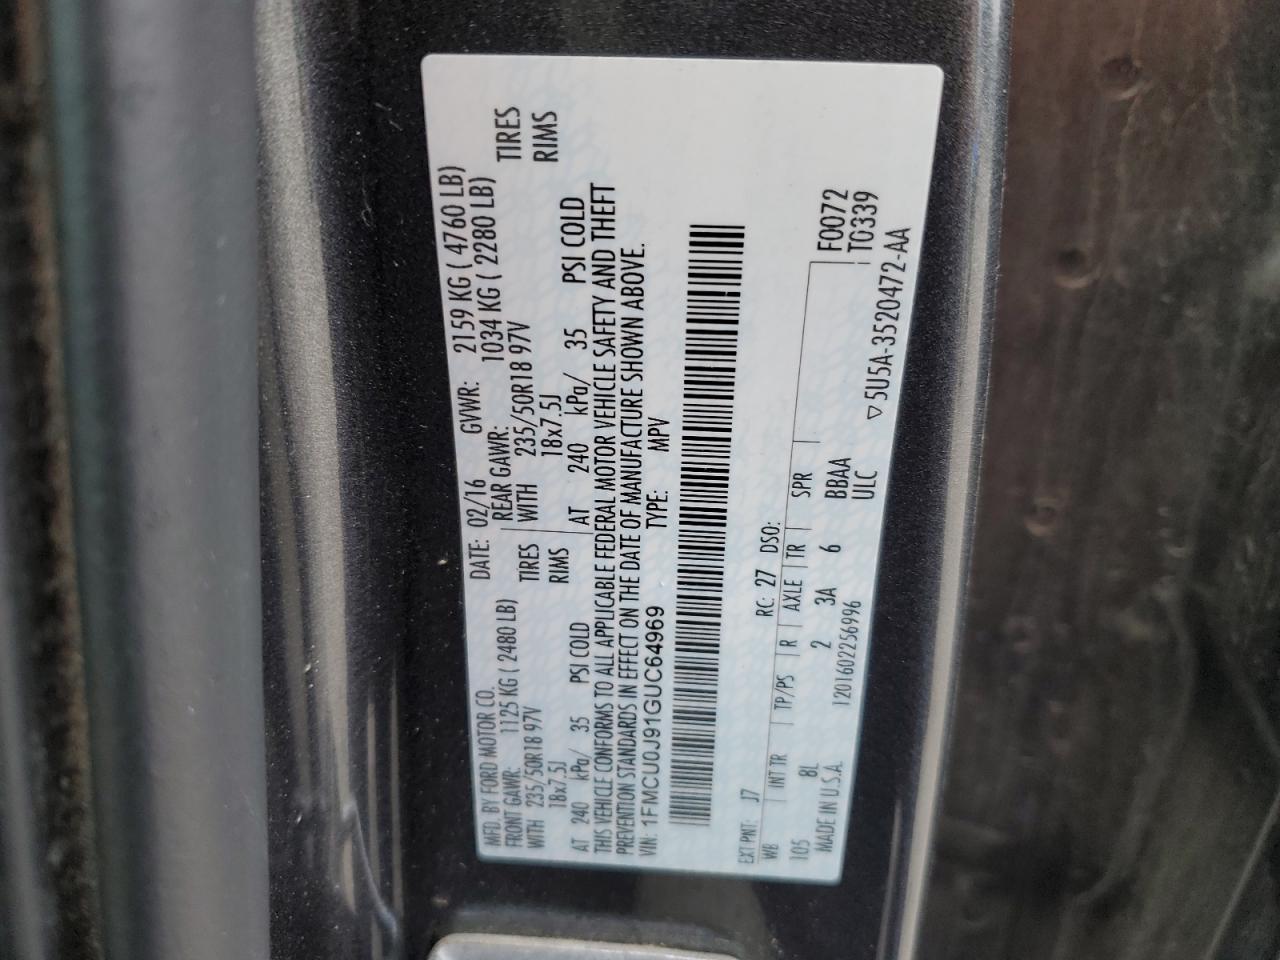 MFD. BY FORD MOTOR CO.
DATE: 02/16 GVWR: 2159 KG ( 4760 LB)
FRONT GAWR: 1125 KG ( 2480 LB)
REAR GAWR: 1034 KG ( 2280 LB)
WITH 235/50R18 97V TIRES
WITH 235/50R18 97V TIRES
18x7.5J RIMS
18x7.5J RIMS
AT 240 kPa/ 35 PSI COLD
AT 240 kPa/ 35 PSI COLD
THIS VEHICLE CONFORMS TO ALL APPLICABLE FEDERAL MOTOR VEHICLE SAFETY AND THEFT
PREVENTION STANDARDS IN EFFECT ON THE DATE OF MANUFACTURE SHOWN ABOVE.
VIN: 1FMCU0J91GUC64969
TYPE: MPV
EXT PNT: J7 RC: 27 DSO:
WB INT TR TP/PS R AXLE TR SPR
105 8L 2 3A 6 BBAA
F0072
T0339
MADE IN U.S.A. 1201602256996 ULC
▽5U5A-3520472-AA